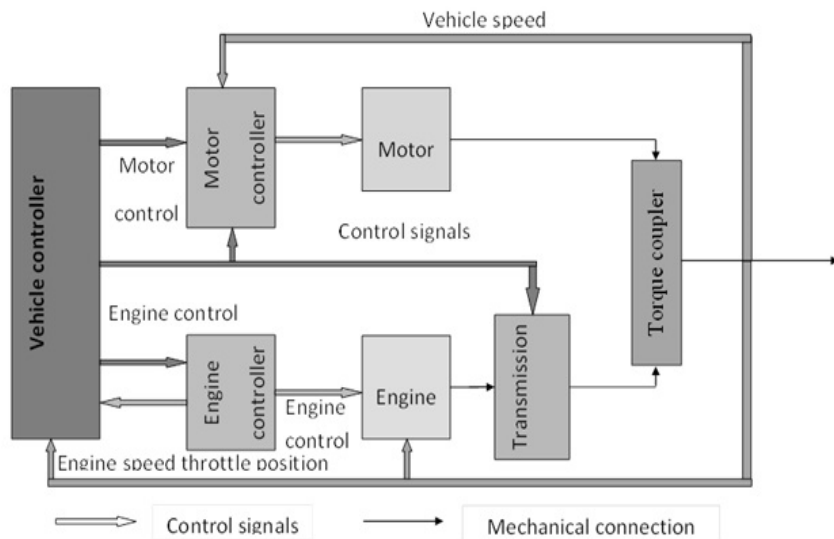 Vehicle speed
Vehicle controller
Motor
control
Motor
controller
Motor
Control signals
Torque coupler
Engine control
Engine
controller
Engine
control
Engine
Transmission
Engine speed throttle position
Control signals
Mechanical connection